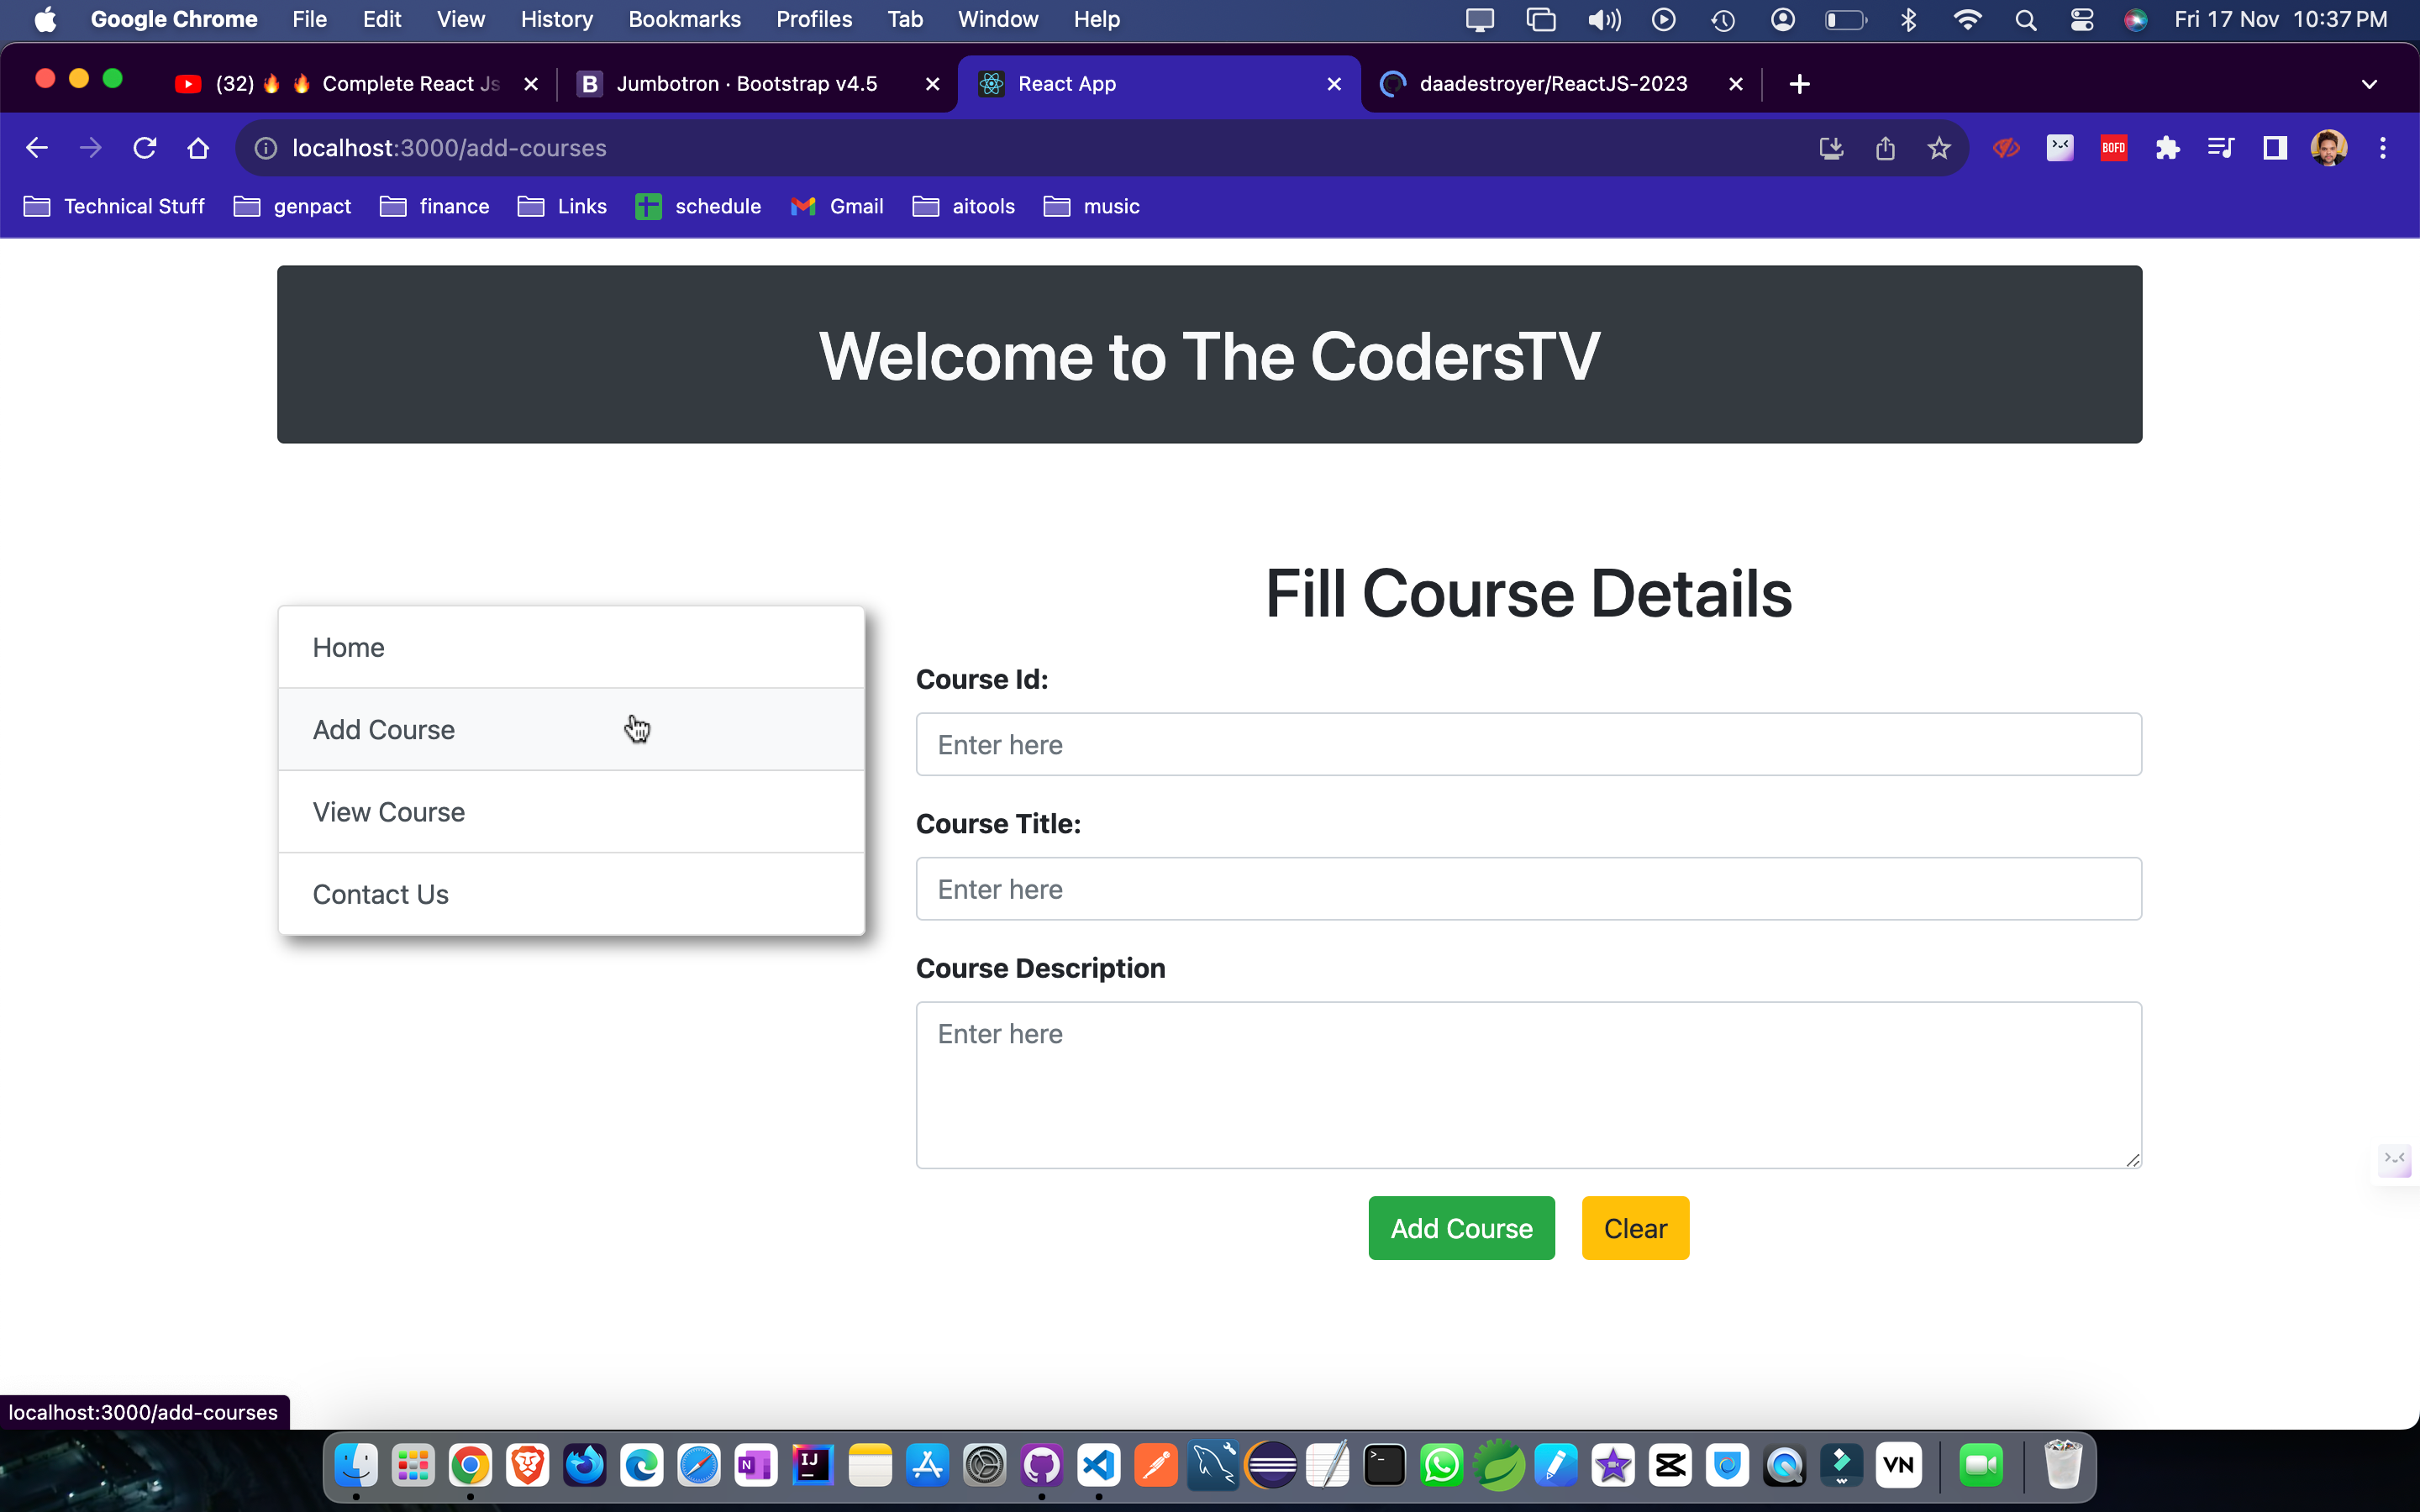 Google Chrome File Edit View History Bookmarks Profiles Tab Window Help Fri 17 Nov 10:37 PM
(32) 🔥 🔥 Complete React Js Jumbotron · Bootstrap v4.5 React App daadestroyer/ReactJS-2023
localhost:3000/add-courses BOFD
Technical Stuff genpact finance Links schedule Gmail aitools music
Welcome to The CodersTV
Fill Course Details
Home
Add Course
View Course
Contact Us
Course Id:
Enter here
Course Title:
Enter here
Course Description
Enter here
Add Course Clear
localhost:3000/add-courses
N IJ VN